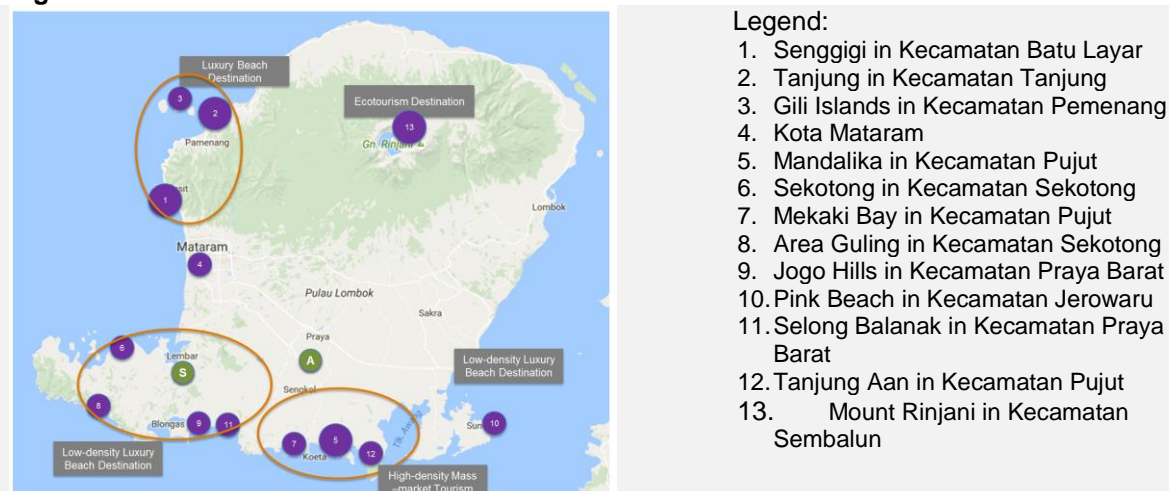 Luxury Beach
Destination
3
2
Ecotourism Destination
13
Pamenang
Gn. Rinjani
1
Lombok
Mataram
4
Pulau Lombok
Sakra
6
Praya
Lembar
S
A
Low-density Luxury
Beach Destination
Sengkol
8
Blongas
9
11
7
5
12
Koeta
10
Low-density Luxury
Beach Destination
High-density Mass
–market Tourism
Legend:
1. Senggigi in Kecamatan Batu Layar
2. Tanjung in Kecamatan Tanjung
3. Gili Islands in Kecamatan Pemenang
4. Kota Mataram
5. Mandalika in Kecamatan Pujut
6. Sekotong in Kecamatan Sekotong
7. Mekaki Bay in Kecamatan Pujut
8. Area Guling in Kecamatan Sekotong
9. Jogo Hills in Kecamatan Praya Barat
10. Pink Beach in Kecamatan Jerowaru
11. Selong Balanak in Kecamatan Praya
Barat
12. Tanjung Aan in Kecamatan Pujut
13. Mount Rinjani in Kecamatan
Sembalun